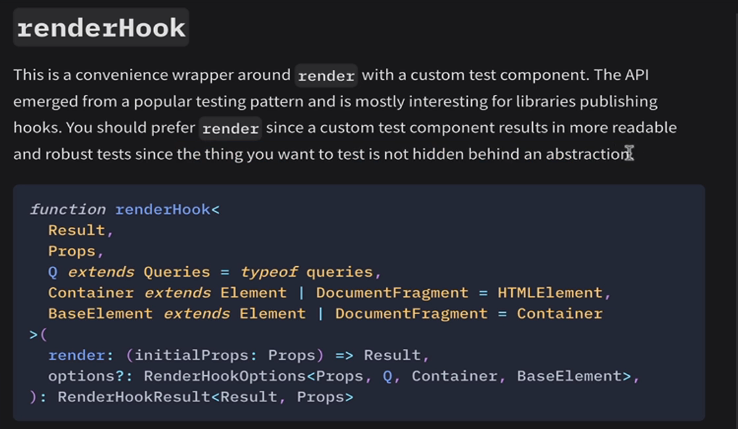 renderHook
This is a convenience wrapper around render with a custom test component. The API
emerged from a popular testing pattern and is mostly interesting for libraries publishing
hooks. You should prefer render since a custom test component results in more readable
and robust tests since the thing you want to test is not hidden behind an abstraction.
function renderHook<
  Result,
  Props,
  Q extends Queries = typeof queries,
  Container extends Element | DocumentFragment = HTMLElement,
  BaseElement extends Element | DocumentFragment = Container
>(
  render: (initialProps: Props) => Result,
  options?: RenderHookOptions<Props, Q, Container, BaseElement>,
): RenderHookResult<Result, Props>